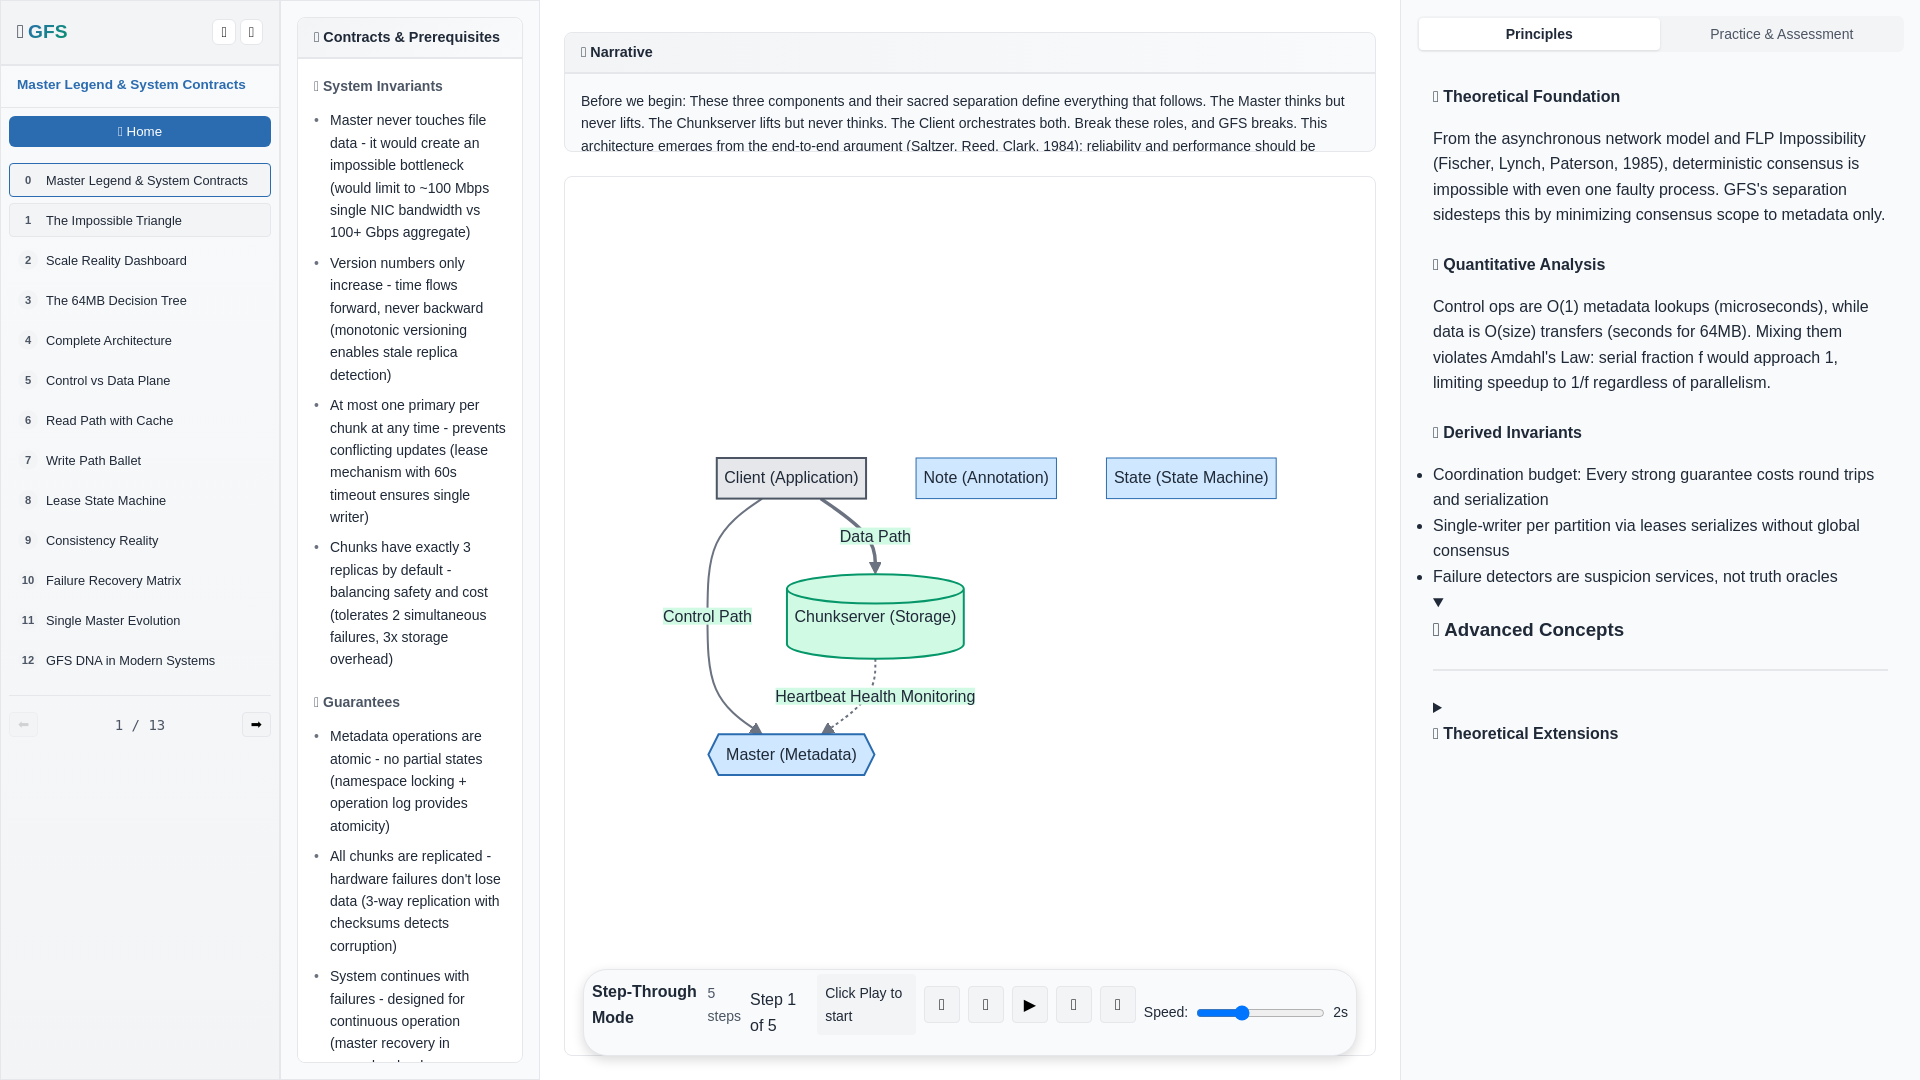 GFS
Master Legend & System Contracts
Home
0 Master Legend & System Contracts
1 The Impossible Triangle
2 Scale Reality Dashboard
3 The 64MB Decision Tree
4 Complete Architecture
5 Control vs Data Plane
6 Read Path with Cache
7 Write Path Ballet
8 Lease State Machine
9 Consistency Reality
10 Failure Recovery Matrix
11 Single Master Evolution
12 GFS DNA in Modern Systems
1 / 13
Contracts & Prerequisites
System Invariants
• Master never touches file
data - it would create an
impossible bottleneck
(would limit to ~100 Mbps
single NIC bandwidth vs
100+ Gbps aggregate)
• Version numbers only
increase - time flows
forward, never backward
(monotonic versioning
enables stale replica
detection)
• At most one primary per
chunk at any time - prevents
conflicting updates (lease
mechanism with 60s
timeout ensures single
writer)
• Chunks have exactly 3
replicas by default -
balancing safety and cost
(tolerates 2 simultaneous
failures, 3x storage
overhead)
Guarantees
• Metadata operations are
atomic - no partial states
(namespace locking +
operation log provides
atomicity)
• All chunks are replicated -
hardware failures don't lose
data (3-way replication with
checksums detects
corruption)
• System continues with
failures - designed for
continuous operation
(master recovery in
Narrative
Before we begin: These three components and their sacred separation define everything that follows. The Master thinks but
never lifts. The Chunkserver lifts but never thinks. The Client orchestrates both. Break these roles, and GFS breaks. This
architecture emerges from the end-to-end argument (Saltzer, Reed, Clark, 1984): reliability and performance should be
Client (Application)
Note (Annotation)
State (State Machine)
Data Path
Control Path
Chunkserver (Storage)
Heartbeat Health Monitoring
Master (Metadata)
Step-Through
Mode
5
steps
Step 1
of 5
Click Play to
start
Speed:
2s
Principles
Practice & Assessment
Theoretical Foundation
From the asynchronous network model and FLP Impossibility
(Fischer, Lynch, Paterson, 1985), deterministic consensus is
impossible with even one faulty process. GFS's separation
sidesteps this by minimizing consensus scope to metadata only.
Quantitative Analysis
Control ops are O(1) metadata lookups (microseconds), while
data is O(size) transfers (seconds for 64MB). Mixing them
violates Amdahl's Law: serial fraction f would approach 1,
limiting speedup to 1/f regardless of parallelism.
Derived Invariants
• Coordination budget: Every strong guarantee costs round trips
and serialization
• Single-writer per partition via leases serializes without global
consensus
• Failure detectors are suspicion services, not truth oracles
Advanced Concepts
Theoretical Extensions